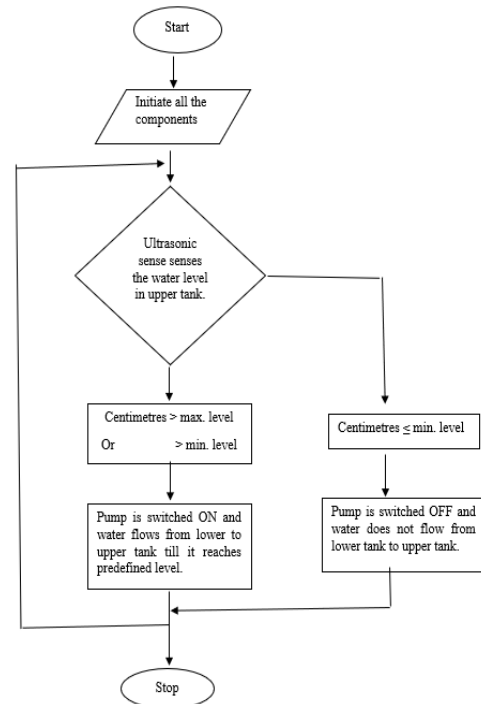 Start
Initiate all the
components
Ultrasonic
sense senses
the water level
in upper tank.
Centimetres > max. level
Or > min. level
Centimetres ≤ min. level
Pump is switched ON and
water flows from lower to
upper tank till it reaches
predefined level.
Pump is switched OFF and
water does not flow from
lower tank to upper tank.
Stop